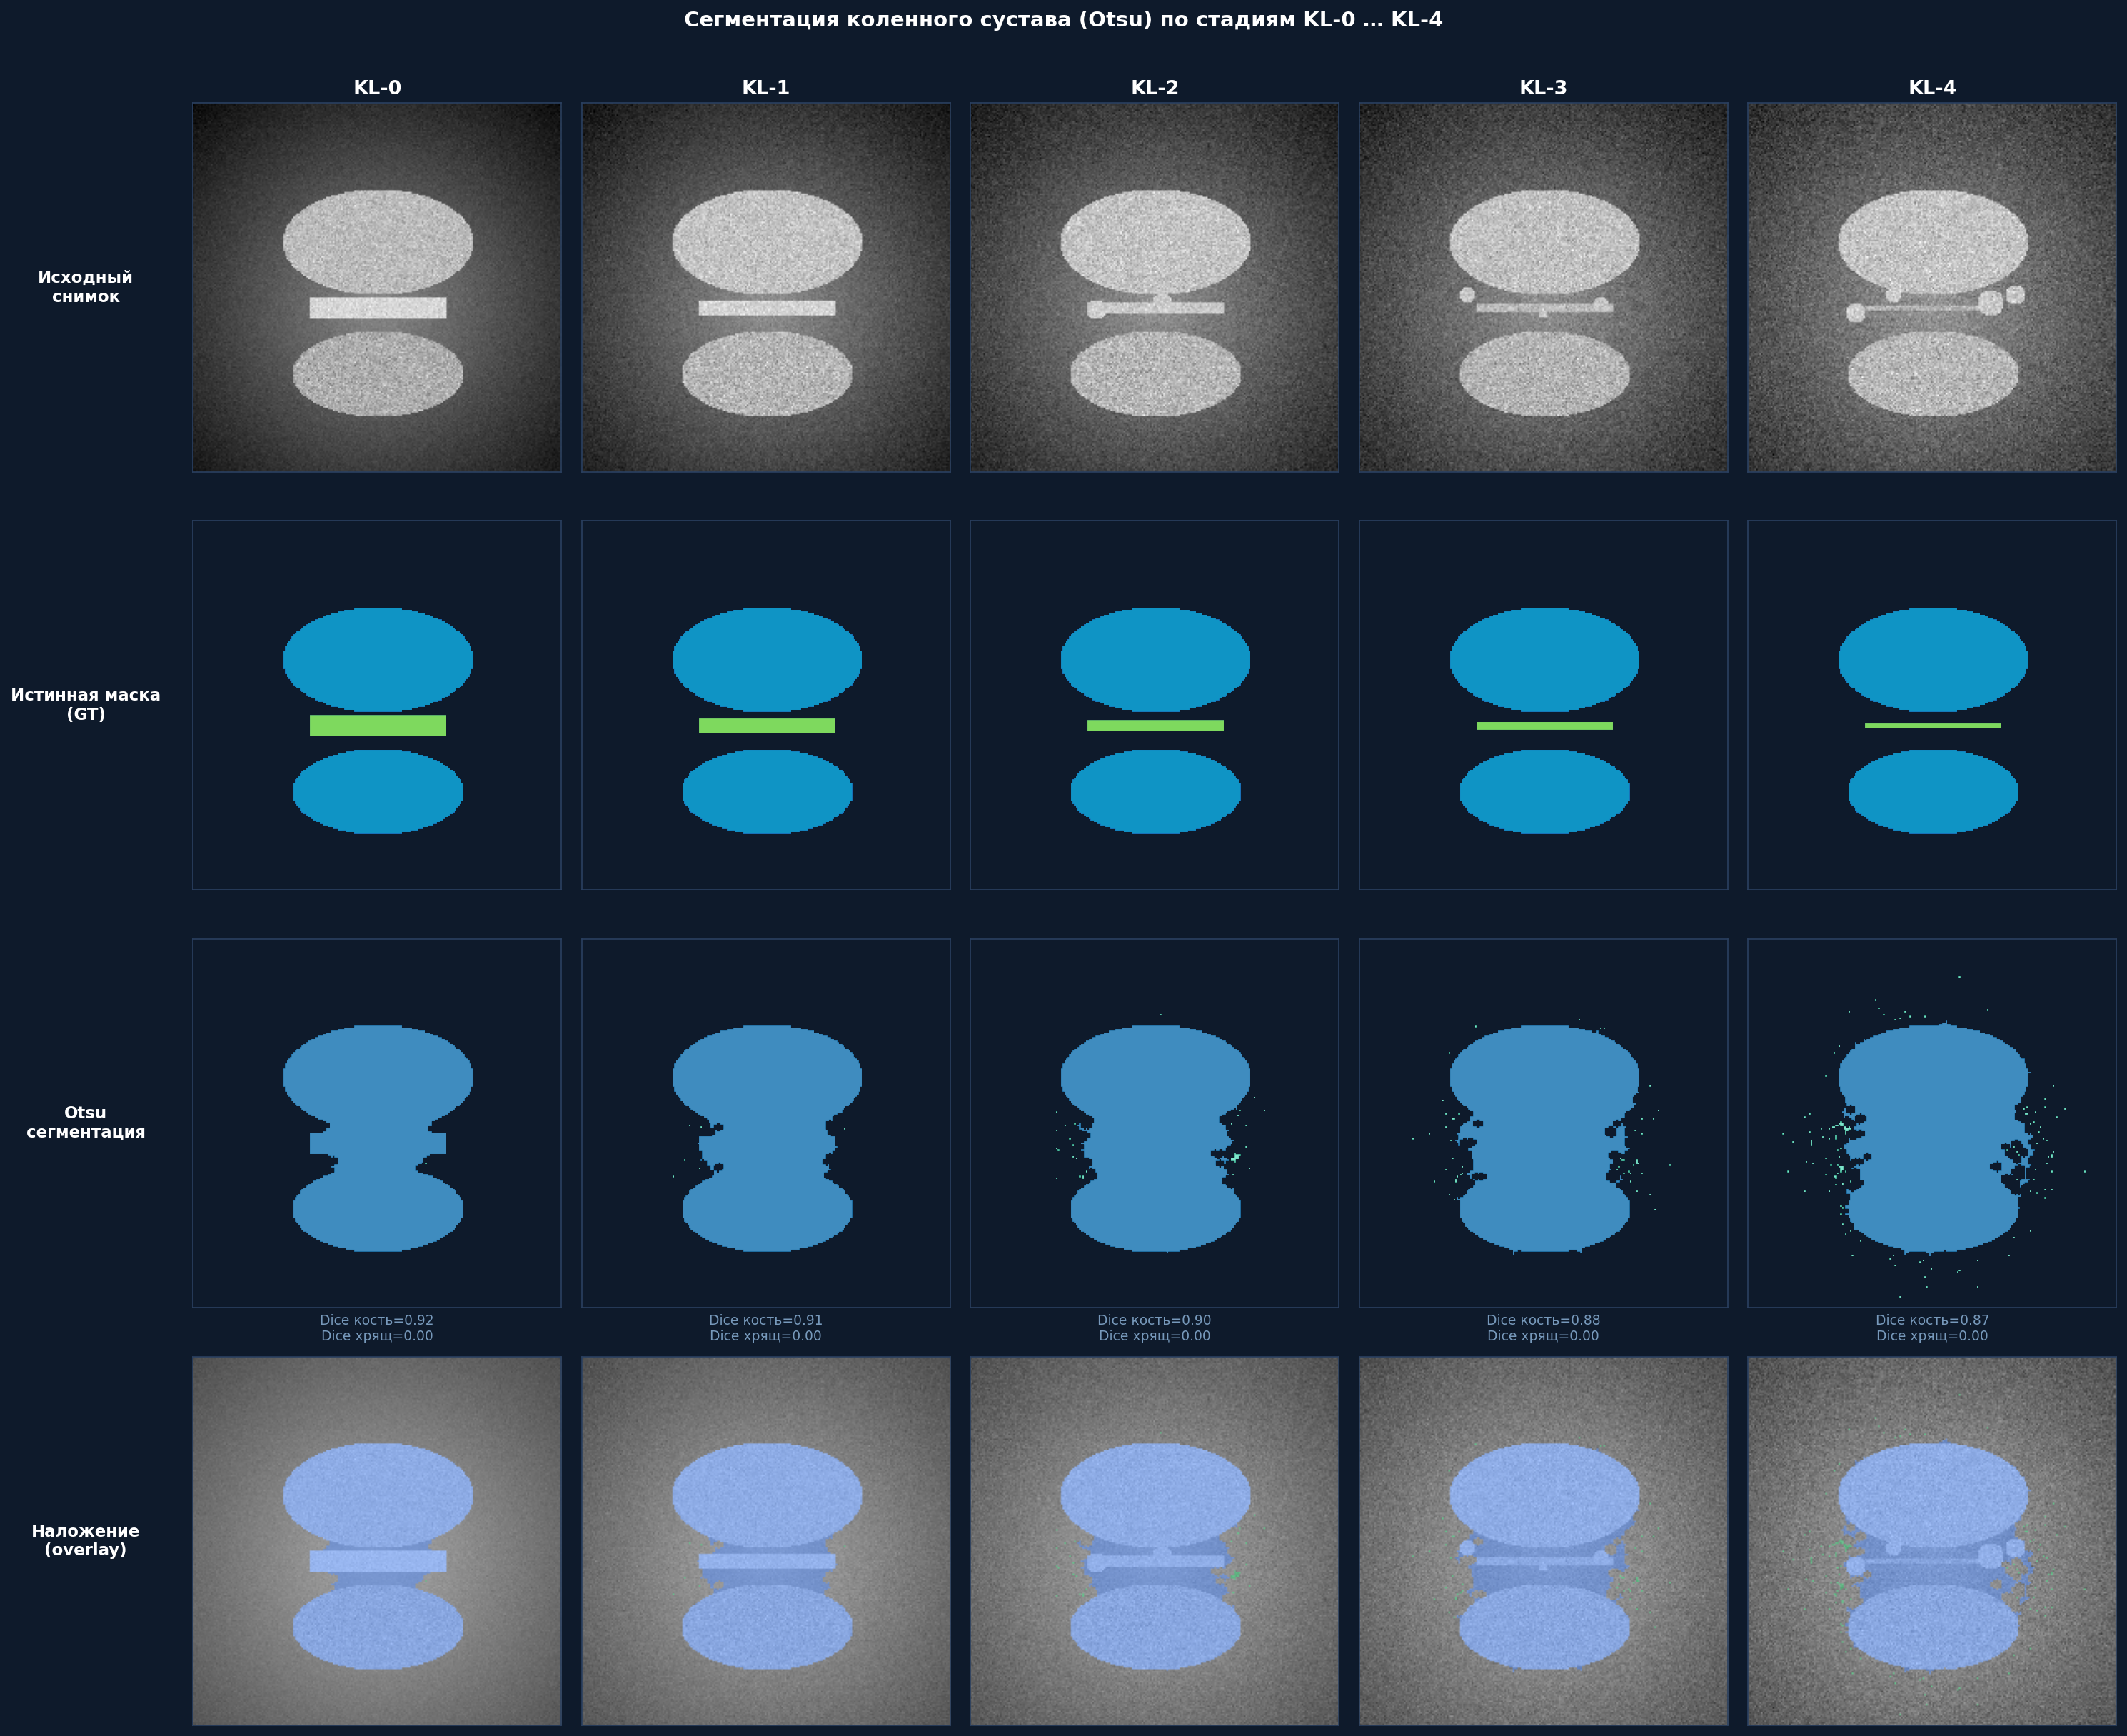 Сегментация коленного сустава (Otsu) по стадиям KL-0 ... KL-4
KL-0
KL-1
KL-2
KL-3
KL-4
Исходный
снимок
Истинная маска
(GT)
Otsu
сегментация
Dice кость=0.92
Dice хрящ=0.00
Dice кость=0.91
Dice хрящ=0.00
Dice кость=0.90
Dice хрящ=0.00
Dice кость=0.88
Dice хрящ=0.00
Dice кость=0.87
Dice хрящ=0.00
Наложение
(overlay)